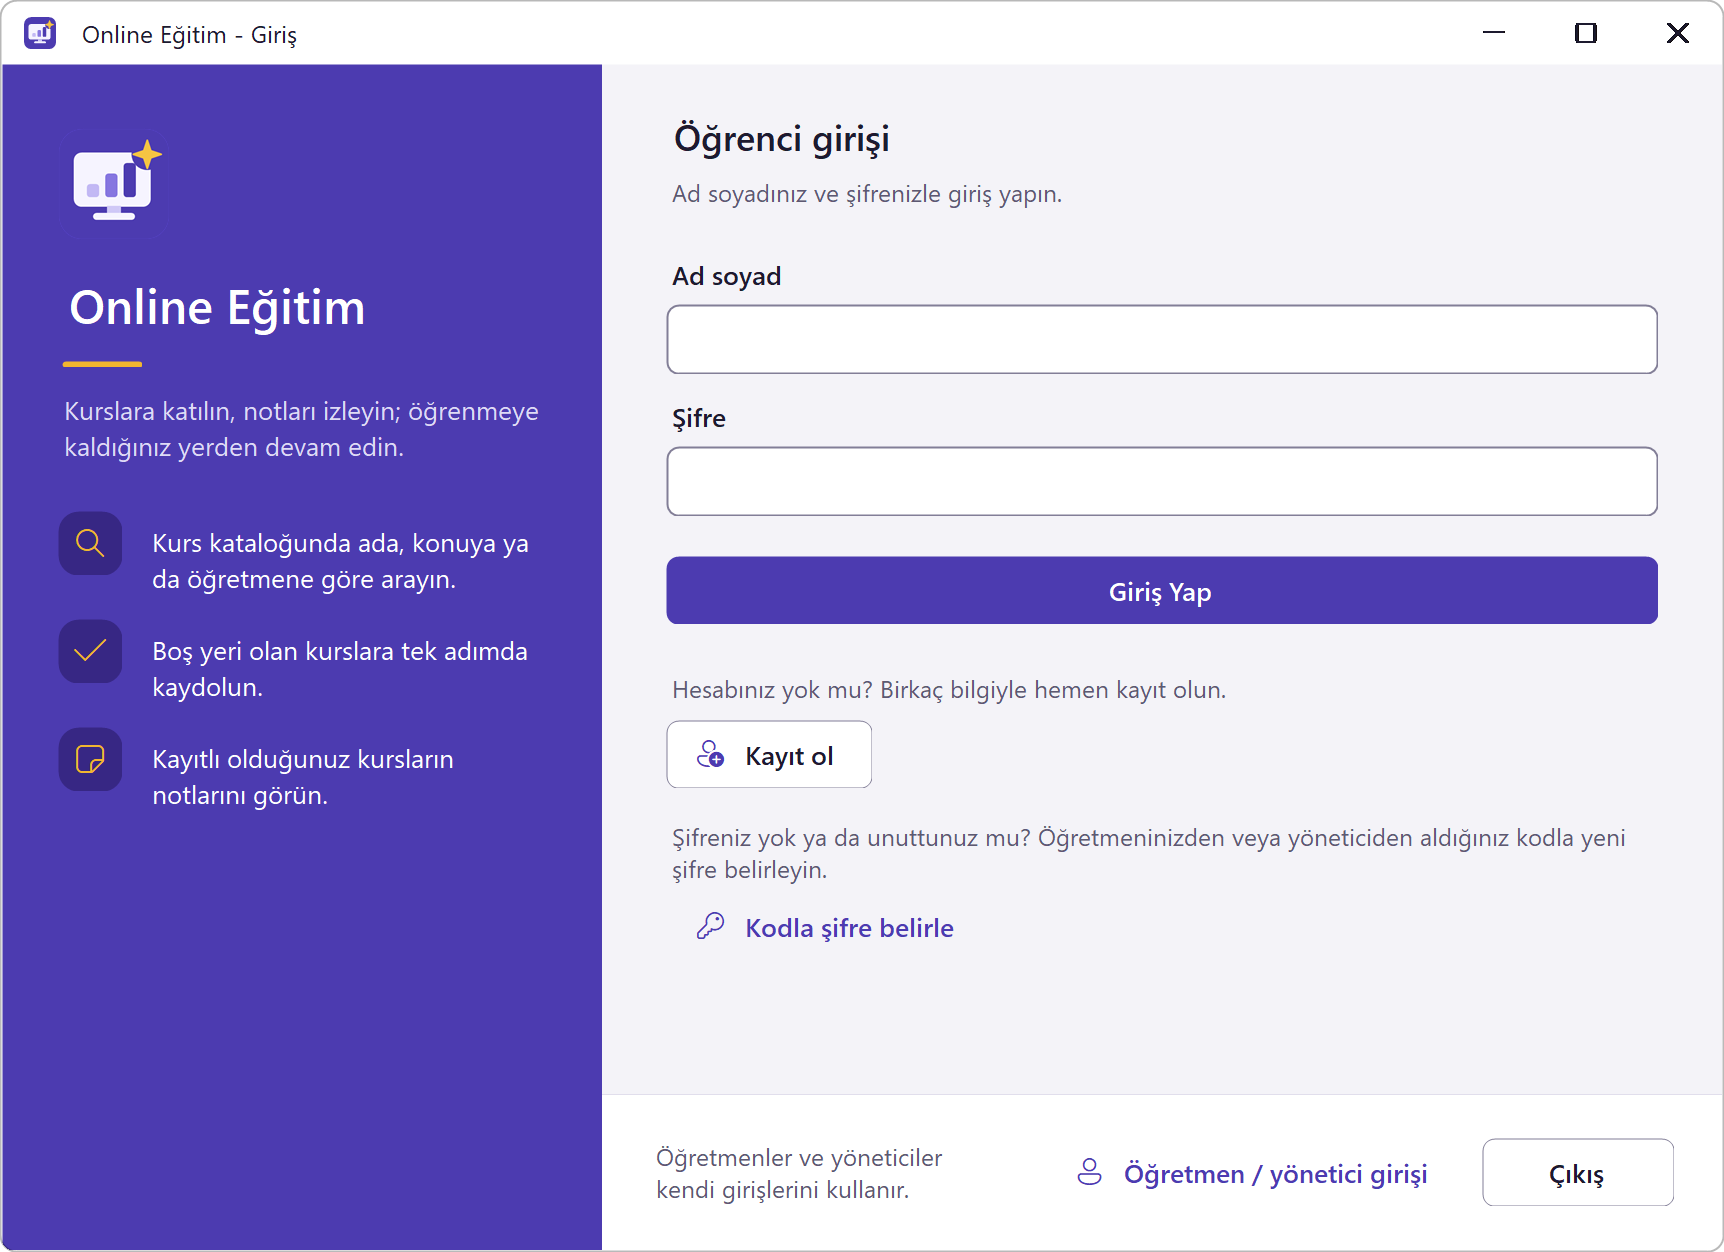 Online Eğitim - Giriş
Online Eğitim
Kurslara katılın, notları izleyin; öğrenmeye
kaldığınız yerden devam edin.
Kurs kataloğunda ada, konuya ya
da öğretmene göre arayın.
Boş yeri olan kurslara tek adımda
kaydolun.
Kayıtlı olduğunuz kursların
notlarını görün.
Öğrenci girişi
Ad soyadınız ve şifrenizle giriş yapın.
Ad soyad
Şifre
Giriş Yap
Hesabınız yok mu? Birkaç bilgiyle hemen kayıt olun.
Kayıt ol
Şifreniz yok ya da unuttunuz mu? Öğretmeninizden veya yöneticiden aldığınız kodla yeni
şifre belirleyin.
Kodla şifre belirle
Öğretmenler ve yöneticiler
kendi girişlerini kullanır.
Öğretmen / yönetici girişi
Çıkış